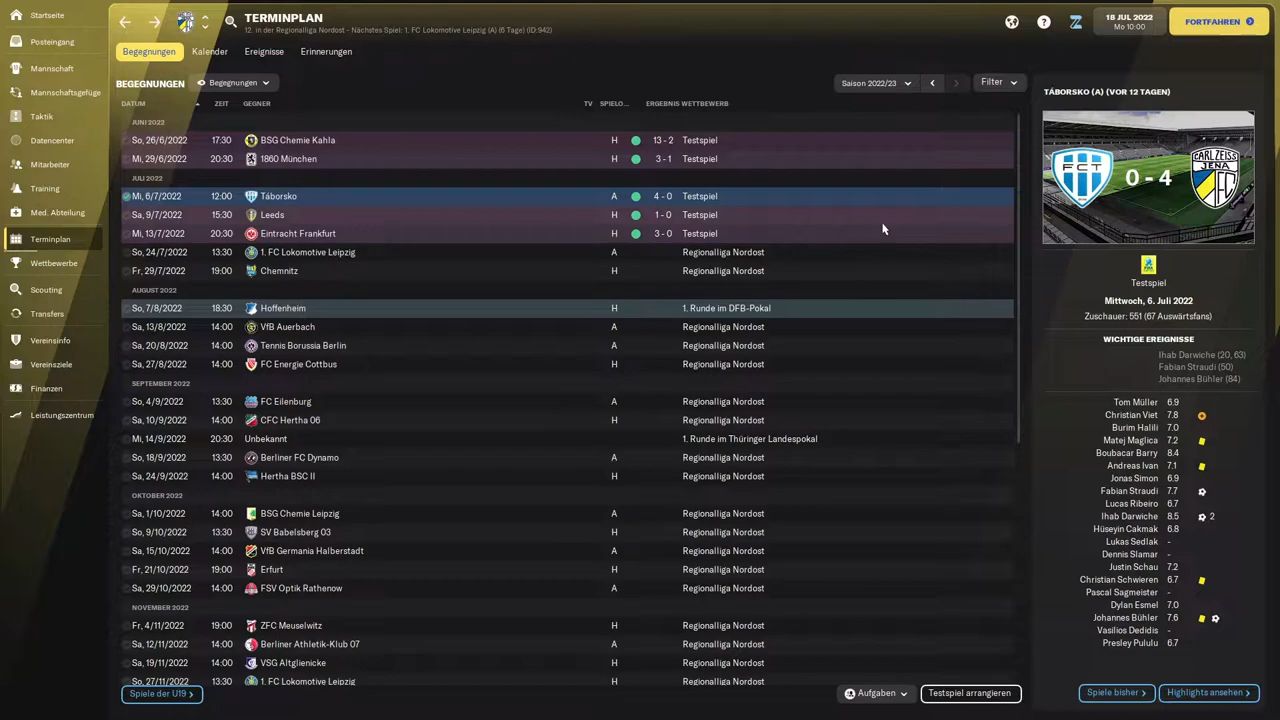 Startseite
Posteingang
Mannschaft
Mannschaftsgefüge
Taktik
Datencenter
Mitarbeiter
Training
Med. Abteilung
Terminplan
Wettbewerbe
Scouting
Transfers
Vereinsinfo
Vereinsziele
Finanzen
Leistungszentrum
TERMINPLAN
12. in der Regionalliga Nordost - Nächstes Spiel: 1. FC Lokomotive Leipzig (A) (6 Tage) (ID:942)
18 JUL 2022
Mo 10:00
FORTFAHREN
Begegnungen Kalender Ereignisse Erinnerungen
BEGEGNUNGEN Begegnungen Saison 2022/23 Filter
DATUM ZEIT GEGNER TV SPIELO... ERGEBNIS WETTBEWERB
JUNI 2022
So, 26/6/2022 17:30 BSG Chemie Kahla H 13 - 2 Testspiel
Mi, 29/6/2022 20:30 1860 München H 3 - 1 Testspiel
JULI 2022
Mi, 6/7/2022 12:00 Táborsko A 4 - 0 Testspiel
Sa, 9/7/2022 15:30 Leeds H 1 - 0 Testspiel
Mi, 13/7/2022 20:30 Eintracht Frankfurt H 3 - 0 Testspiel
So, 24/7/2022 13:30 1. FC Lokomotive Leipzig A Regionalliga Nordost
Fr, 29/7/2022 19:00 Chemnitz H Regionalliga Nordost
AUGUST 2022
So, 7/8/2022 18:30 Hoffenheim H 1. Runde im DFB-Pokal
Sa, 13/8/2022 14:00 VfB Auerbach A Regionalliga Nordost
Sa, 20/8/2022 14:00 Tennis Borussia Berlin A Regionalliga Nordost
Sa, 27/8/2022 14:00 FC Energie Cottbus H Regionalliga Nordost
SEPTEMBER 2022
So, 4/9/2022 13:30 FC Eilenburg A Regionalliga Nordost
Sa, 10/9/2022 14:00 CFC Hertha 06 H Regionalliga Nordost
Mi, 14/9/2022 20:30 Unbekannt 1. Runde im Thüringer Landespokal
So, 18/9/2022 13:30 Berliner FC Dynamo A Regionalliga Nordost
Sa, 24/9/2022 14:00 Hertha BSC II H Regionalliga Nordost
OKTOBER 2022
Sa, 1/10/2022 14:00 BSG Chemie Leipzig A Regionalliga Nordost
So, 9/10/2022 13:30 SV Babelsberg 03 H Regionalliga Nordost
Sa, 15/10/2022 14:00 VfB Germania Halberstadt A Regionalliga Nordost
Fr, 21/10/2022 19:00 Erfurt H Regionalliga Nordost
Sa, 29/10/2022 14:00 FSV Optik Rathenow A Regionalliga Nordost
NOVEMBER 2022
Fr, 4/11/2022 19:00 ZFC Meuselwitz H Regionalliga Nordost
Sa, 12/11/2022 14:00 Berliner Athletik-Klub 07 A Regionalliga Nordost
Sa, 19/11/2022 14:00 VSG Altglienicke H Regionalliga Nordost
So, 27/11/2022 13:30 1. FC Lokomotive Leipzig H Regionalliga Nordost
Spiele der U19 Aufgaben Testspiel arrangieren
TÁBORSKO (A) (VOR 12 TAGEN)
FCT 0 - 4 CARL ZEISS JENA FCC
Testspiel
Mittwoch, 6. Juli 2022
Zuschauer: 551 (67 Auswärtsfans)
WICHTIGE EREIGNISSE
Ihab Darwiche (20, 63)
Fabian Straudi (50)
Johannes Bühler (84)
Tom Müller 6.9
Christian Viet 7.8
Burim Halili 7.0
Matej Maglica 7.2
Boubacar Barry 8.4
Andreas Ivan 7.1
Jonas Simon 6.9
Fabian Straudi 7.7
Lucas Ribeiro 6.7
Ihab Darwiche 8.5 2
Hüseyin Cakmak 6.8
Lukas Sedlak -
Dennis Slamar -
Justin Schau 7.2
Christian Schwieren 6.7
Pascal Sagmeister -
Dylan Esmel 7.0
Johannes Bühler 7.6
Vasilios Dedidis -
Presley Pululu 6.7
Spiele bisher Highlights ansehen